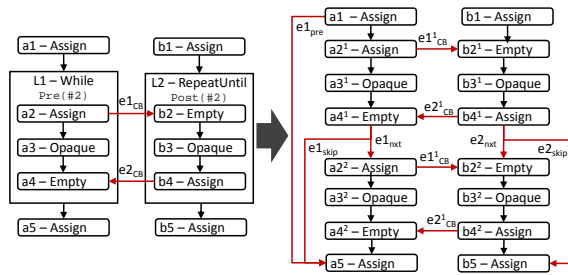 a1 – Assign
b1 – Assign
L1 – While
Pre(#2)
a2 – Assign
a3 – Opaque
a4 – Empty
a5 – Assign
e1CB
e2CB
L2 – RepeatUntil
Post(#2)
b2 – Empty
b3 – Opaque
b4 – Assign
b5 – Assign
a1 – Assign
b1 – Assign
e1pre
a2¹ – Assign
e1¹CB
b2¹ – Empty
a3¹ – Opaque
b3¹ – Opaque
a4¹ – Empty
e2¹CB
b4¹ – Assign
e1skip
e1nxt
e2nxt
e2skip
a2² – Assign
e1¹CB
b2² – Empty
a3² – Opaque
b3² – Opaque
a4² – Empty
e2¹CB
b4² – Assign
a5 – Assign
b5 – Assign